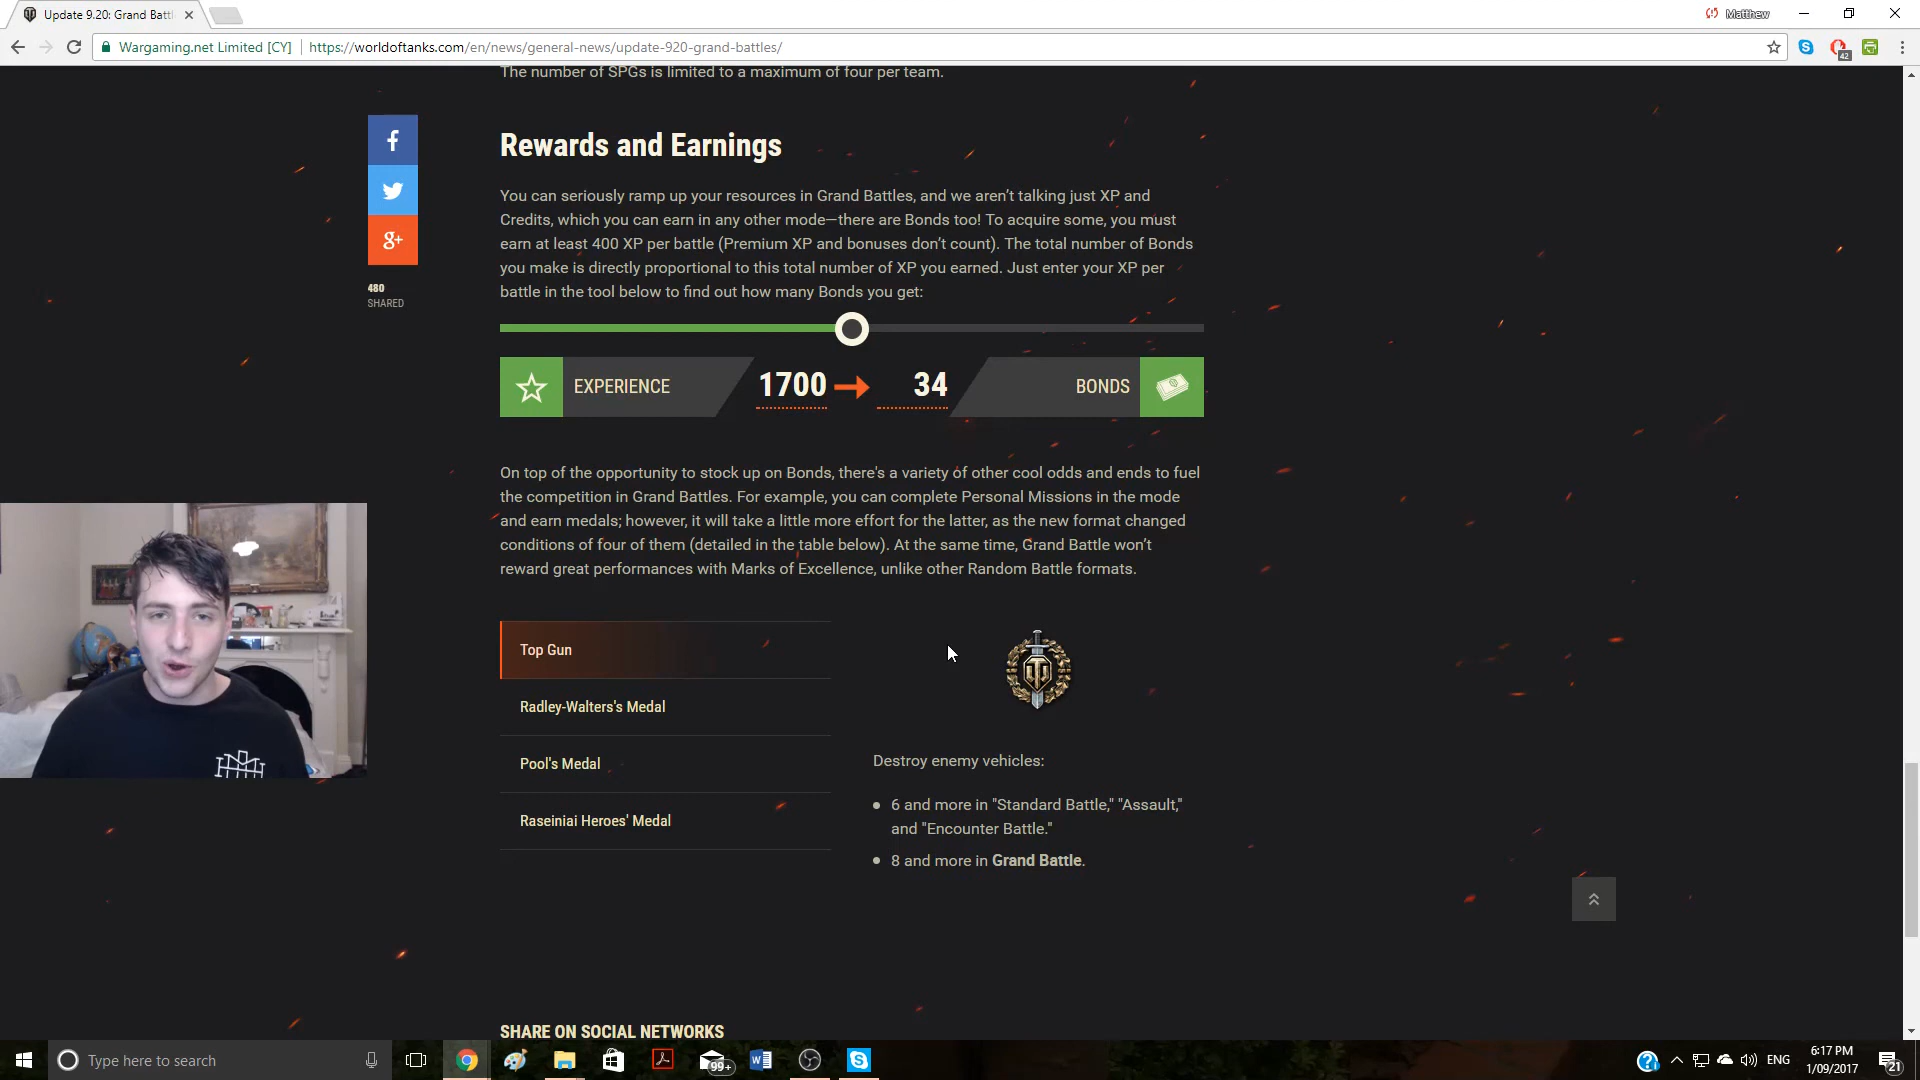 Update 9.20: Grand Battl
Matthew
Wargaming.net Limited [CY]
https://worldoftanks.com/en/news/general-news/update-920-grand-battles/
42
The number of SPGs is limited to a maximum of four per team.
f
g+
480
SHARED
Rewards and Earnings
You can seriously ramp up your resources in Grand Battles, and we aren’t talking just XP and
Credits, which you can earn in any other mode—there are Bonds too! To acquire some, you must
earn at least 400 XP per battle (Premium XP and bonuses don’t count). The total number of Bonds
you make is directly proportional to this total number of XP you earned. Just enter your XP per
battle in the tool below to find out how many Bonds you get:
EXPERIENCE
1700
34
BONDS
On top of the opportunity to stock up on Bonds, there's a variety of other cool odds and ends to fuel
the competition in Grand Battles. For example, you can complete Personal Missions in the mode
and earn medals; however, it will take a little more effort for the latter, as the new format changed
conditions of four of them (detailed in the table below). At the same time, Grand Battle won’t
reward great performances with Marks of Excellence, unlike other Random Battle formats.
Top Gun
Radley-Walters's Medal
Pool's Medal
Raseiniai Heroes' Medal
Destroy enemy vehicles:
6 and more in "Standard Battle," "Assault,"
and "Encounter Battle."
8 and more in Grand Battle.
SHARE ON SOCIAL NETWORKS
Type here to search
99+
ENG
6:17 PM
1/09/2017
21